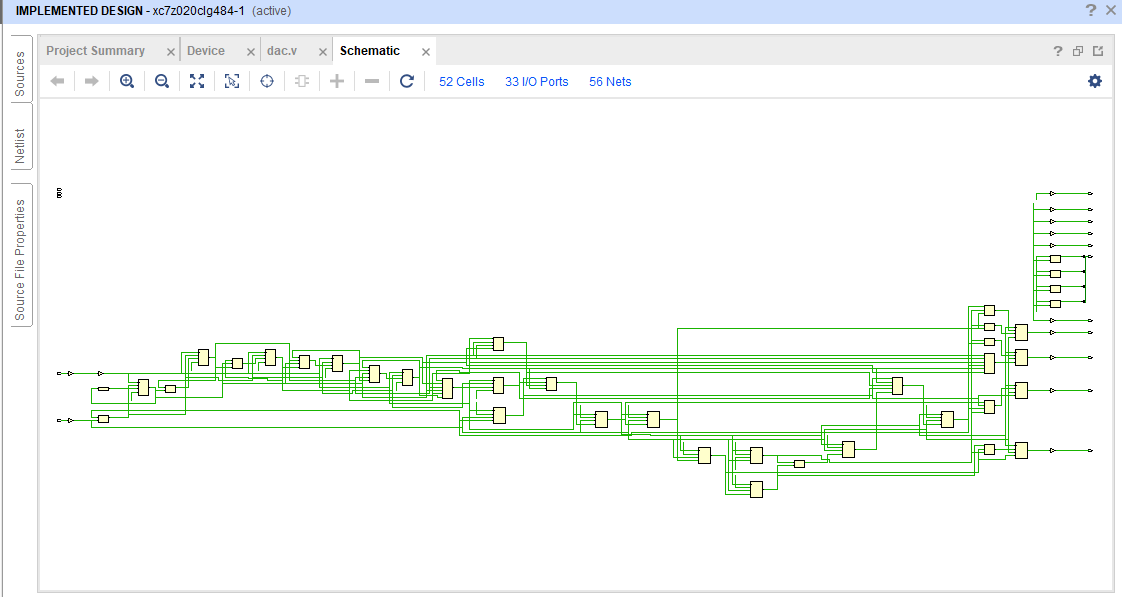 IMPLEMENTED DESIGN - xc7z020clg484-1 (active)
Sources
Netlist
Source File Properties
Project Summary
Device
dac.v
Schematic
52 Cells
33 I/O Ports
56 Nets